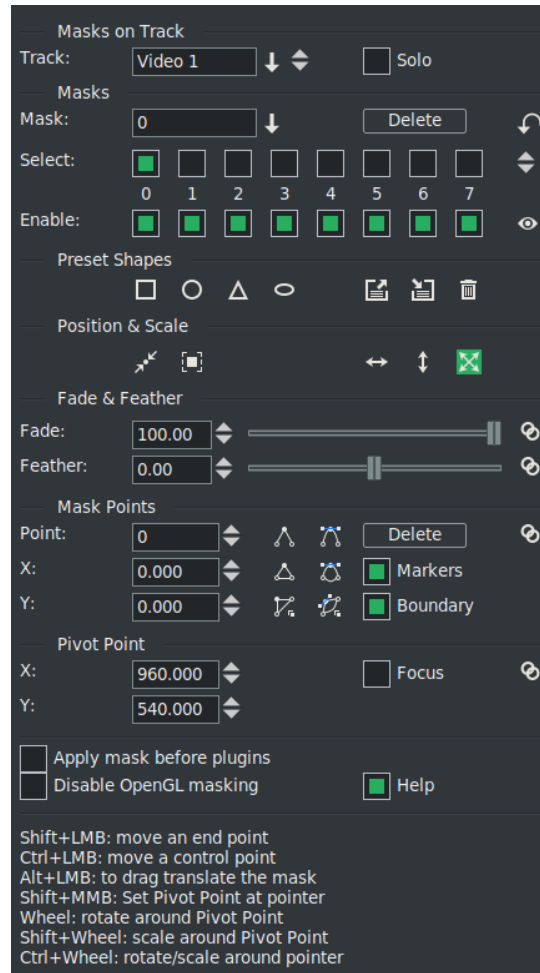 Masks on Track
Track: Video 1 Solo
Masks
Mask: 0 Delete
Select:
0 1 2 3 4 5 6 7
Enable:
Preset Shapes
Position & Scale
Fade & Feather
Fade: 100.00
Feather: 0.00
Mask Points
Point: 0 Delete
X: 0.000 Markers
Y: 0.000 Boundary
Pivot Point
X: 960.000 Focus
Y: 540.000
Apply mask before plugins
Disable OpenGL masking Help
Shift+LMB: move an end point
Ctrl+LMB: move a control point
Alt+LMB: to drag translate the mask
Shift+MMB: Set Pivot Point at pointer
Wheel: rotate around Pivot Point
Shift+Wheel: scale around Pivot Point
Ctrl+Wheel: rotate/scale around pointer